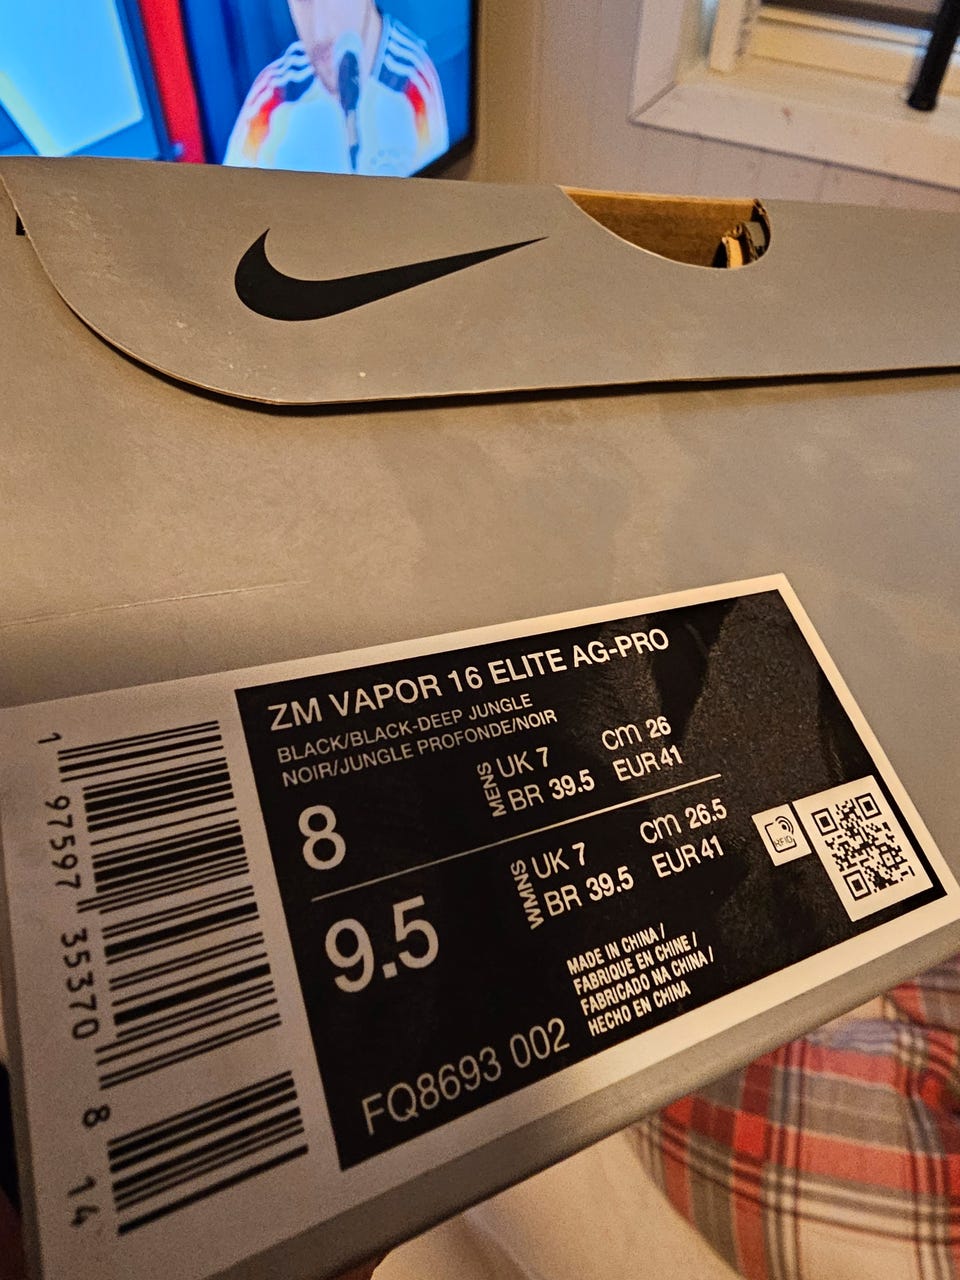 ZM VAPOR 16 ELITE AG-PRO
BLACK/BLACK-DEEP JUNGLE
NOIR/JUNGLE PROFONDE/NOIR
8
MENS
UK 7 cm 26
BR 39.5 EUR 41
9.5
WMNS
UK 7 cm 26.5
BR 39.5 EUR 41
RFID
MADE IN CHINA /
FABRIQUE EN CHINE /
FABRICADO NA CHINA /
HECHO EN CHINA
FQ8693 002
1 97597 35370 8 14